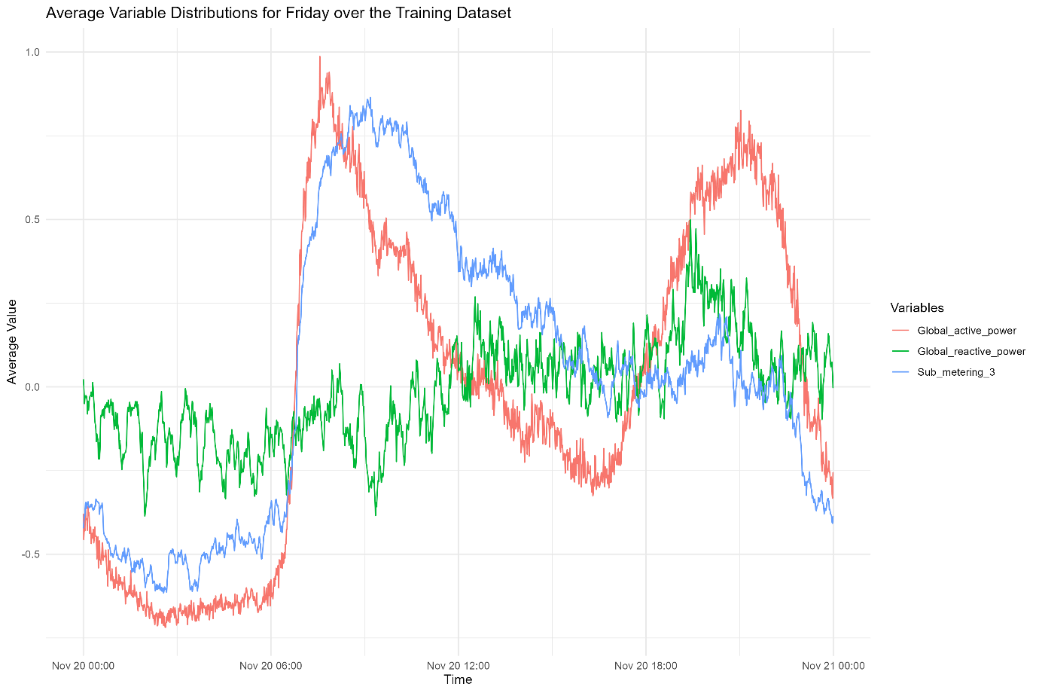 Average Variable Distributions for Friday over the Training Dataset
Average Value
1.0
0.5
0.0
-0.5
Nov 20 00:00
Nov 20 06:00
Nov 20 12:00
Nov 20 18:00
Nov 21 00:00
Time
Variables
Global_active_power
Global_reactive_power
Sub_metering_3